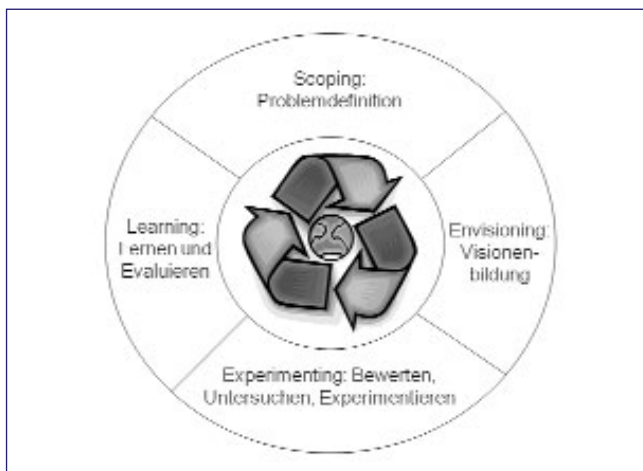 Scoping:
Problemdefinition
Envisioning:
Visionen-
bildung
Experimenting: Bewerten,
Untersuchen, Experimentieren
Learning:
Lernen und
Evaluieren